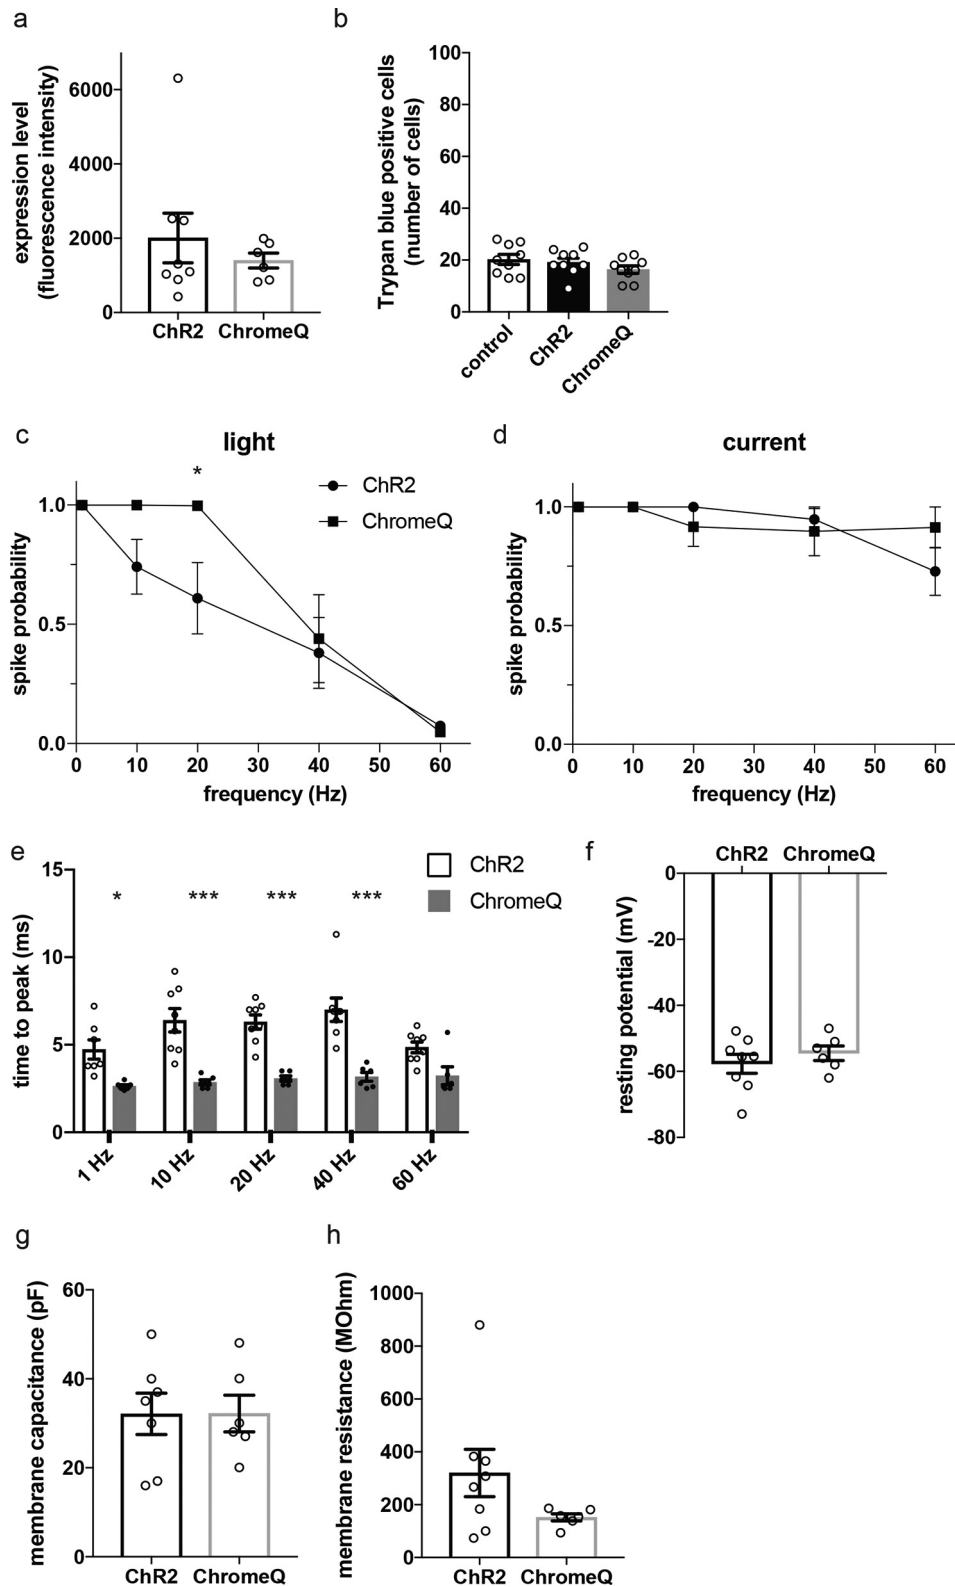 a
expression level
(fluorescence intensity)
6000
4000
2000
0
ChR2
ChromeQ
b
Trypan blue positive cells
(number of cells)
100
80
60
40
20
0
control
ChR2
ChromeQ
c
light
*
ChR2
ChromeQ
spike probability
1.0
0.5
0.0
0 10 20 30 40 50 60
frequency (Hz)
d
current
spike probability
1.0
0.5
0.0
0 10 20 30 40 50 60
frequency (Hz)
e
ChR2
ChromeQ
* *** *** ***
time to peak (ms)
15
10
5
0
1 Hz
10 Hz
20 Hz
40 Hz
60 Hz
f
ChR2 ChromeQ
resting potential (mV)
0
-20
-40
-60
-80
g
membrane capacitance (pF)
60
40
20
0
ChR2 ChromeQ
h
membrane resistance (MOhm)
1000
800
600
400
200
0
ChR2 ChromeQ